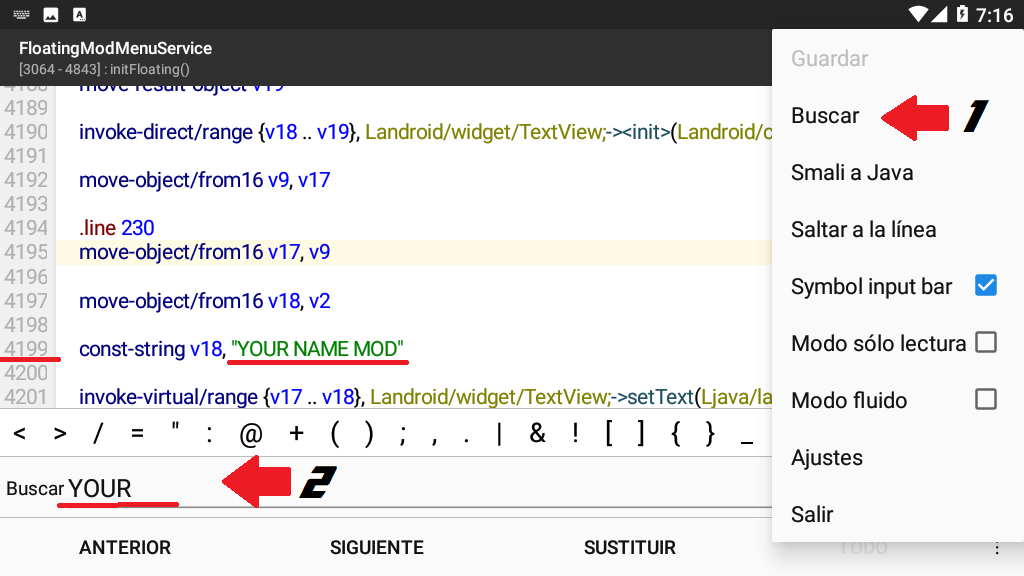 7:16
FloatingModMenuService
[3064 - 4843] : initFloating()
4188 move-result-object v19
4189
4190 invoke-direct/range {v18 .. v19}, Landroid/widget/TextView;-><init>(Landroid/c
4191
4192 move-object/from16 v9, v17
4193
4194 .line 230
4195 move-object/from16 v17, v9
4196
4197 move-object/from16 v18, v2
4198
4199 const-string v18, "YOUR NAME MOD"
4200
4201 invoke-virtual/range {v17 .. v18}, Landroid/widget/TextView;->setText(Ljava/la
Guardar
Buscar 1
Smali a Java
Saltar a la línea
Symbol input bar
Modo sólo lectura
Modo fluido
Ajustes
Salir
< > / = " : @ + ( ) ; , . | & ! [ ] { } _
Buscar YOUR 2
ANTERIOR SIGUIENTE SUSTITUIR TODO